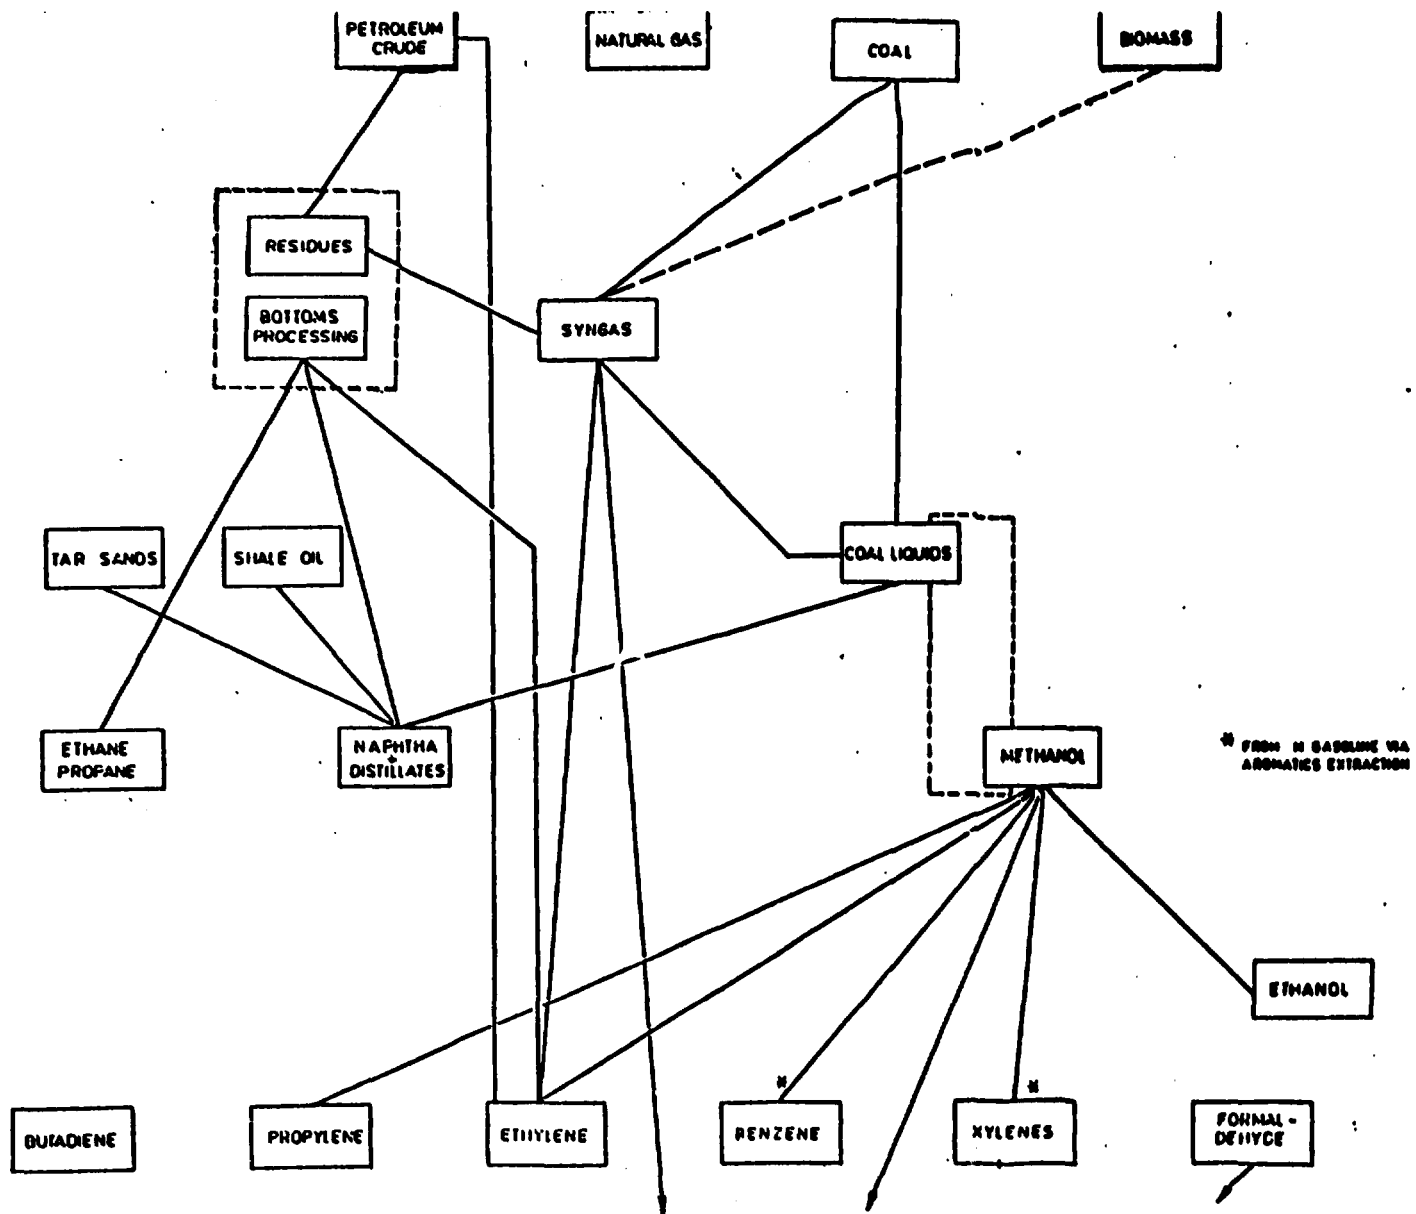 PETROLEUM
CRUDE
NATURAL GAS
COAL
BIOMASS
RESIDUES
BOTTOMS
PROCESSING
SYNGAS
TAR SANDS
SHALE OIL
COAL LIQUIDS
ETHANE
PROPANE
NAPHTHA
+
DISTILLATES
METHANOL
* FROM M GASOLINE VIA
AROMATICS EXTRACTION
ETHANOL
*
*
BUTADIENE
PROPYLENE
ETHYLENE
BENZENE
XYLENES
FORMAL-
DEHYDE